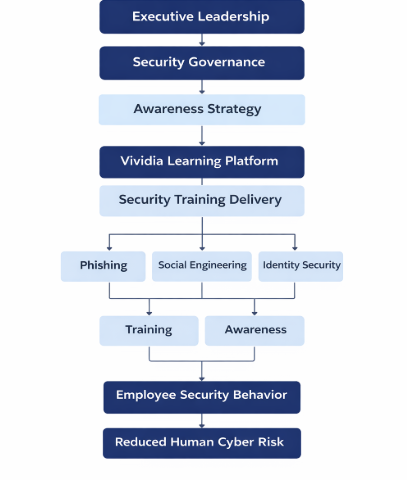 Executive Leadership
Security Governance
Awareness Strategy
Vividia Learning Platform
Security Training Delivery
Phishing
Social Engineering
Identity Security
Training
Awareness
Employee Security Behavior
Reduced Human Cyber Risk